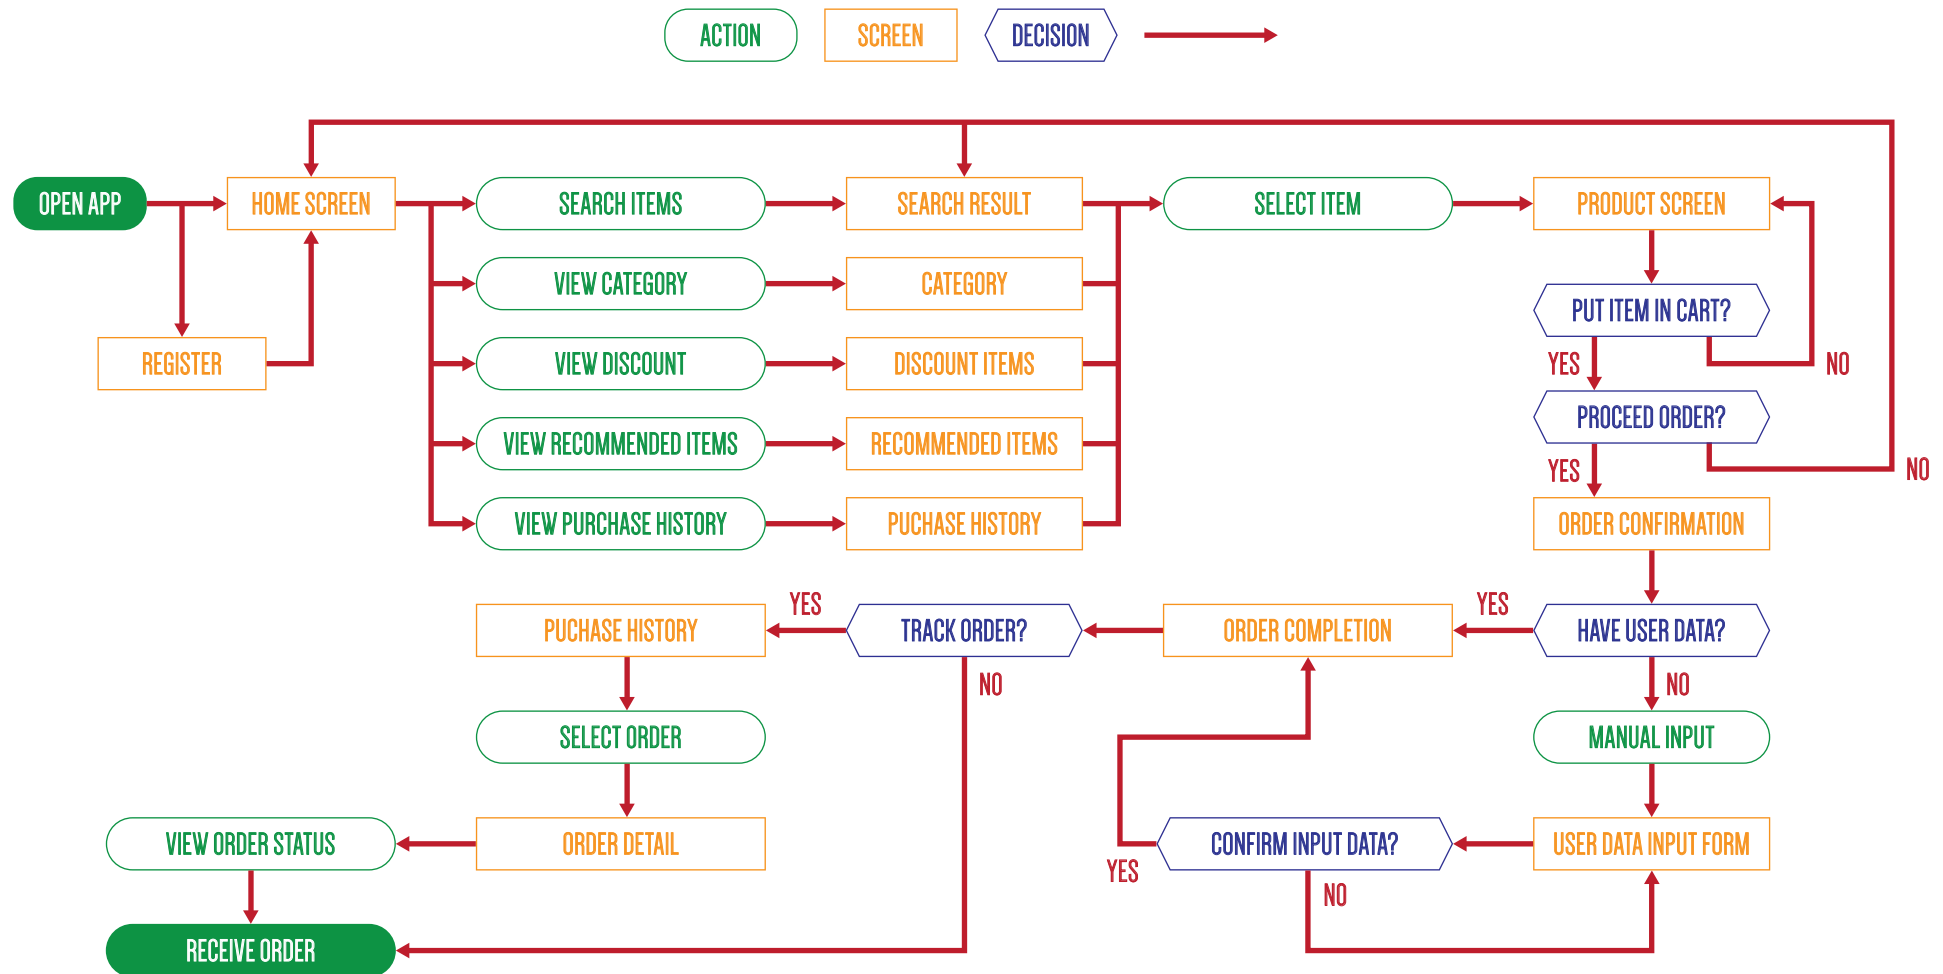 ACTION
SCREEN
DECISION
OPEN APP
HOME SCREEN
SEARCH ITEMS
SEARCH RESULT
SELECT ITEM
PRODUCT SCREEN
VIEW CATEGORY
CATEGORY
PUT ITEM IN CART?
REGISTER
VIEW DISCOUNT
DISCOUNT ITEMS
YES
NO
PROCEED ORDER?
VIEW RECOMMENDED ITEMS
RECOMMENDED ITEMS
YES
NO
VIEW PURCHASE HISTORY
PUCHASE HISTORY
ORDER CONFIRMATION
PUCHASE HISTORY
YES
TRACK ORDER?
ORDER COMPLETION
YES
HAVE USER DATA?
NO
NO
SELECT ORDER
MANUAL INPUT
VIEW ORDER STATUS
ORDER DETAIL
CONFIRM INPUT DATA?
USER DATA INPUT FORM
YES
NO
RECEIVE ORDER